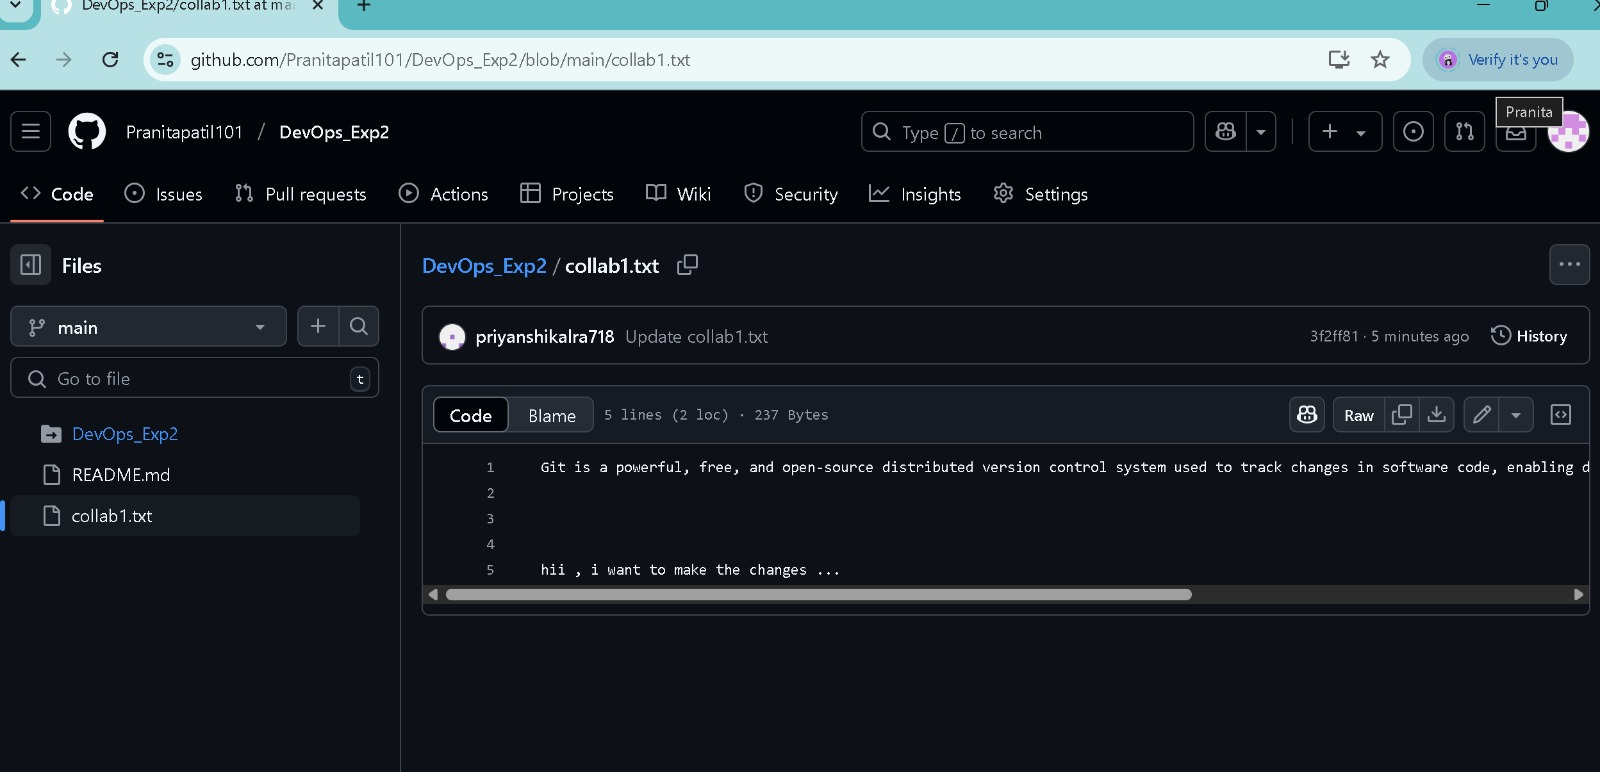 DevOps_Exp2/collab1.txt at mai
github.com/Pranitapatil101/DevOps_Exp2/blob/main/collab1.txt
Verify it's you
Pranita
Pranitapatil101 / DevOps_Exp2
Type / to search
Code
Issues
Pull requests
Actions
Projects
Wiki
Security
Insights
Settings
Files
main
Go to file
t
DevOps_Exp2
README.md
collab1.txt
DevOps_Exp2 / collab1.txt
priyanshikalra718 Update collab1.txt
3f2ff81 · 5 minutes ago
History
Code Blame 5 lines (2 loc) · 237 Bytes
Raw
1 Git is a powerful, free, and open-source distributed version control system used to track changes in software code, enabling d
2
3
4
5 hii , i want to make the changes ...